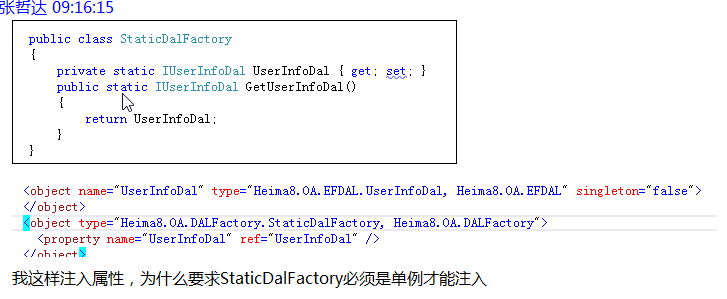 张哲达 09:16:15
public class StaticDalFactory
{
private static IUserInfoDal UserInfoDal { get; set; }
public static IUserInfoDal GetUserInfoDal()
{
return UserInfoDal;
}
}
<object name="UserInfoDal" type="Heima8.OA.EFDAL.UserInfoDal, Heima8.OA.EFDAL" singleton="false">
</object>
<object type="Heima8.OA.DALFactory.StaticDalFactory, Heima8.OA.DALFactory">
<property name="UserInfoDal" ref="UserInfoDal" />
</object>
我这样注入属性，为什么要求StaticDalFactory必须是单例才能注入